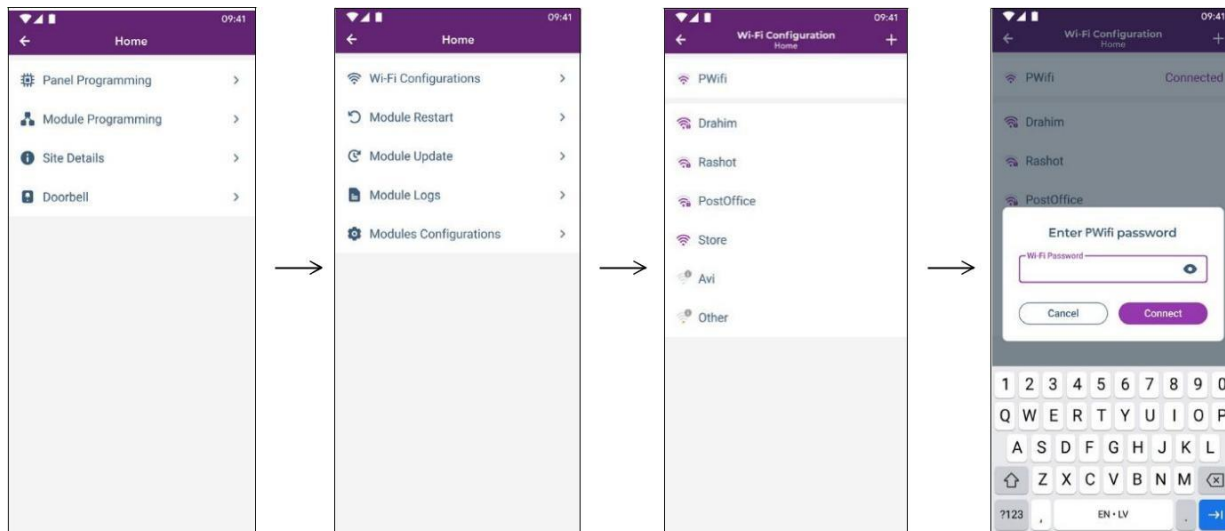 09:41
Home
Panel Programming
Module Programming
Site Details
Doorbell
09:41
Home
Wi-Fi Configurations
Module Restart
Module Update
Module Logs
Modules Configurations
09:41
Wi-Fi Configuration
Home
PWifi
Drahim
Rashot
PostOffice
Store
Avi
Other
09:41
Wi-Fi Configuration
Home
PWifi Connected
Drahim
Rashot
PostOffice
Enter PWifi password
Wi-Fi Password
Cancel Connect
1 2 3 4 5 6 7 8 9 0
Q W E R T Y U I O P
A S D F G H J K L
Z X C V B N M
?123 , EN • LV .